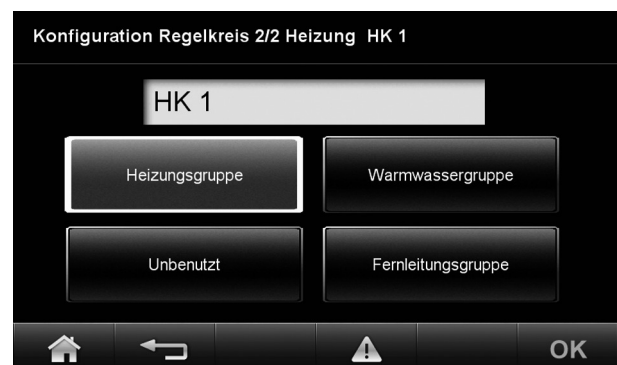 Konfiguration Regelkreis 2/2 Heizung HK 1
HK 1
Heizungsgruppe Warmwassergruppe
Unbenutzt Fernleitungsgruppe
OK